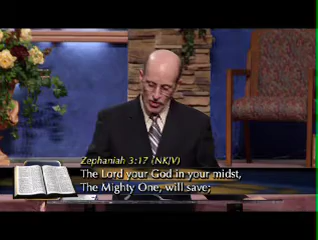 Zephaniah 3:17 (NKJV)
The Lord your God in your midst,
The Mighty One, will save;